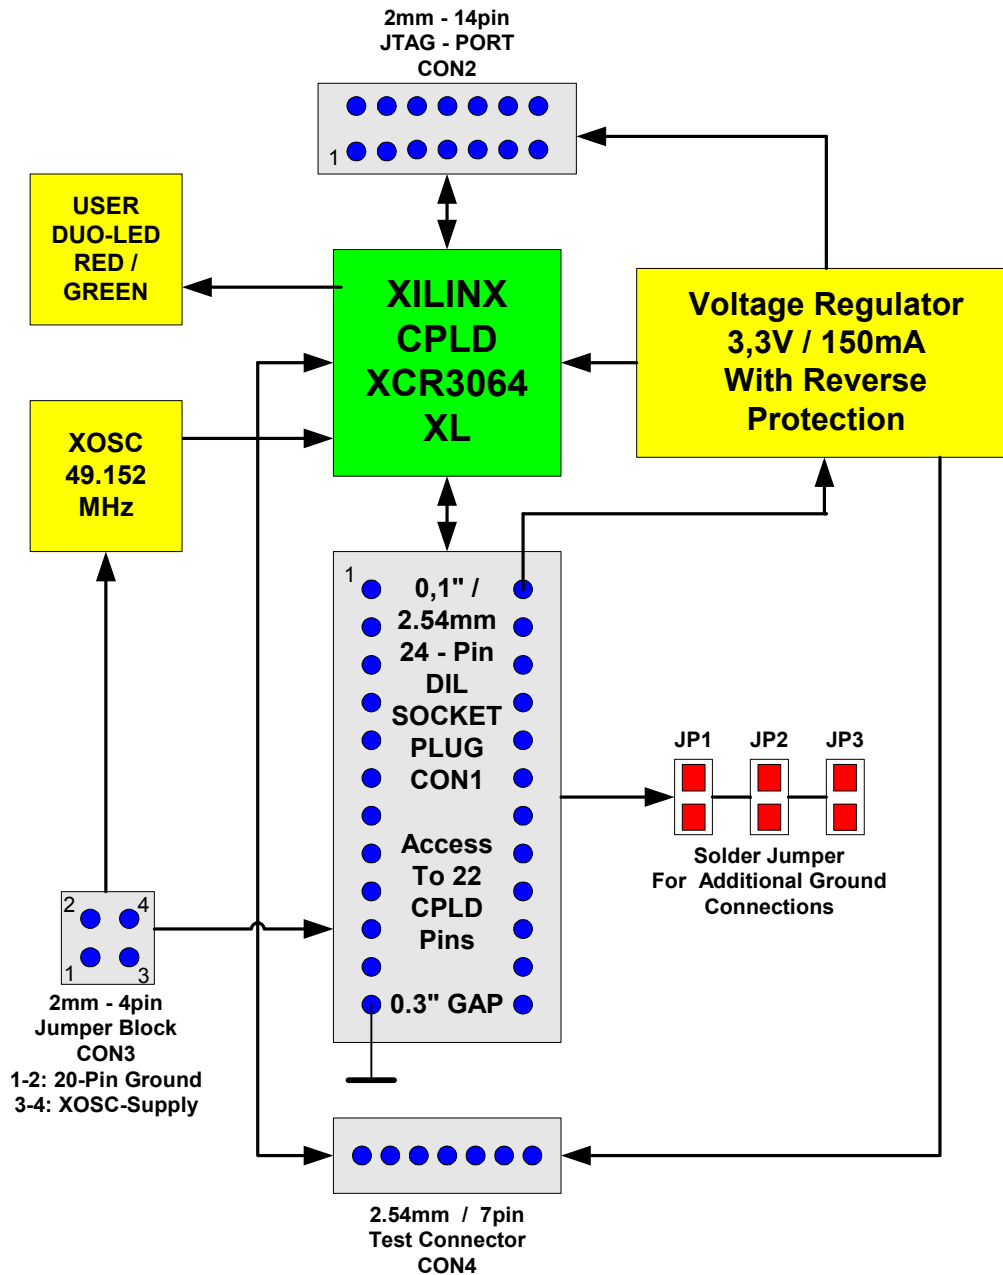 2mm - 14pin
JTAG - PORT
CON2
1
USER
DUO-LED
RED /
GREEN
XILINX
CPLD
XCR3064
XL
Voltage Regulator
3,3V / 150mA
With Reverse
Protection
XOSC
49.152
MHz
1
0,1" /
2.54mm
24 - Pin
DIL
SOCKET
PLUG
CON1
Access
To 22
CPLD
Pins
0.3" GAP
JP1 JP2 JP3
Solder Jumper
For Additional Ground
Connections
2 4
1 3
2mm - 4pin
Jumper Block
CON3
1-2: 20-Pin Ground
3-4: XOSC-Supply
2.54mm / 7pin
Test Connector
CON4